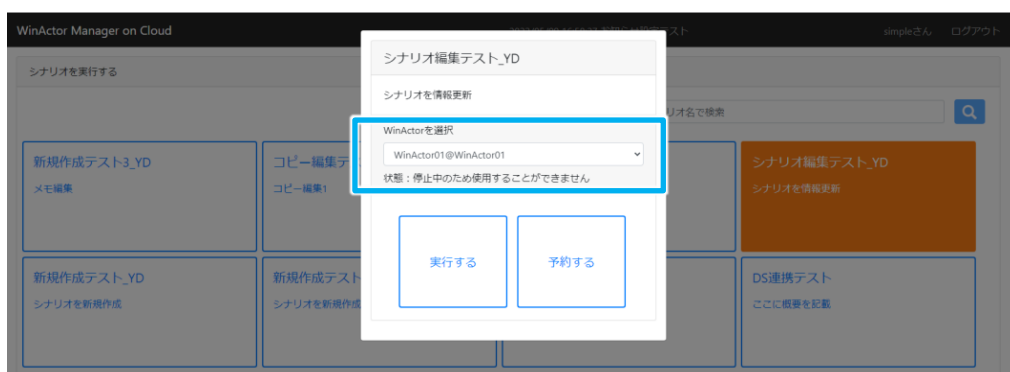 WinActor Manager on Cloud
simpleさん ログアウト
シナリオを実行する
シナリオ編集テスト_YD
シナリオを情報更新
WinActorを選択
WinActor01@WinActor01
状態：停止中のため使用することができません
実行する
予約する
リオ名で検索
新規作成テスト3_YD
メモ編集
コピー編集テ
コピー編集1
シナリオ編集テスト_YD
シナリオを情報更新
新規作成テスト_YD
シナリオを新規作成
新規作成テスト
シナリオを新規作成
DS連携テスト
ここに概要を記載